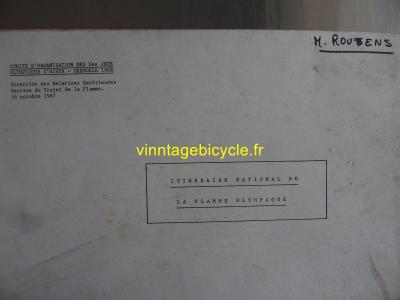 M. ROUSENS
COMITE D'ORGANISATION DES Xes JEUX
OLYMPIQUES D'HIVER - GRENOBLE 1968
Direction des Relations Extérieures
Service du Trajet de la Flamme.
16 octobre 1967
vinntagebicycle.fr
ITINERAIRE NATIONAL DE
LA FLAMME OLYMPIQUE